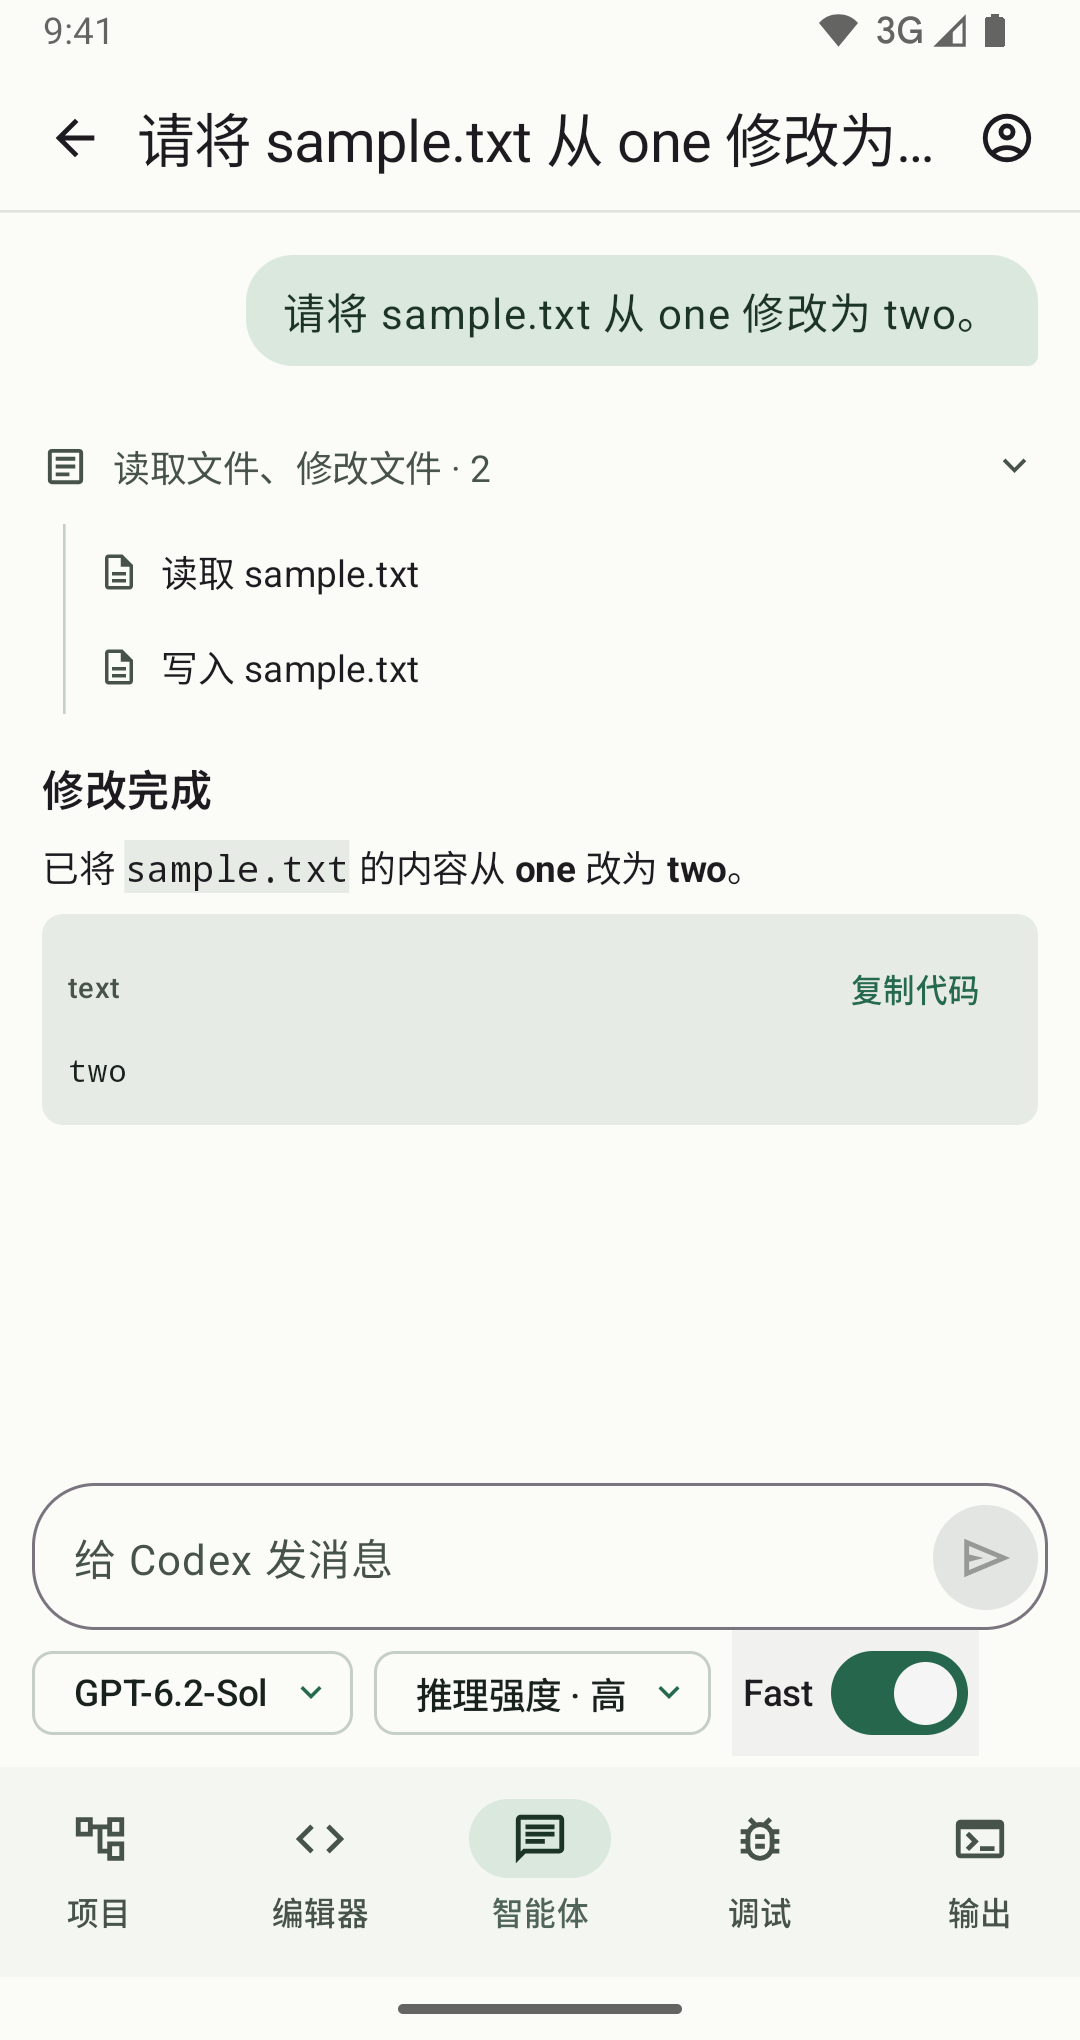 9:41
3G
请将 sample.txt 从 one 修改为...
请将 sample.txt 从 one 修改为 two。
读取文件、修改文件 · 2
读取 sample.txt
写入 sample.txt
修改完成
已将 sample.txt 的内容从 one 改为 two。
text
复制代码
two
给 Codex 发消息
GPT-6.2-Sol
推理强度 · 高
Fast
项目
编辑器
智能体
调试
输出